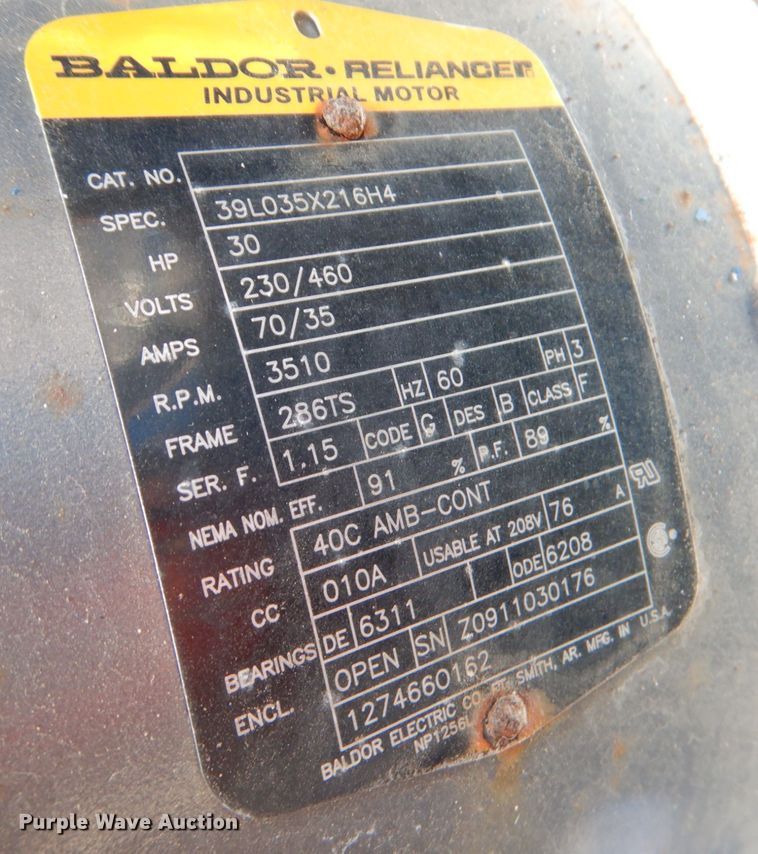 BALDOR • RELIANCER
INDUSTRIAL MOTOR
CAT. NO.
SPEC. 39L035X216H4
HP 30
VOLTS 230/460
AMPS 70/35
R.P.M. 3510
FRAME 286TS HZ 60 PH 3
SER. F. 1.15 CODE G DES B CLASS F
NEMA NOM. EFF. 91 % P.F. 89 %
RATING 40C AMB-CONT
CC 010A USABLE AT 208V 76 A
BEARINGS DE 6311 ODE 6208
ENCL. OPEN SN Z0911030176
1274660162
BALDOR ELECTRIC CO. FT. SMITH, AR. MFG. IN U.S.A.
NP1256L
Purple Wave Auction